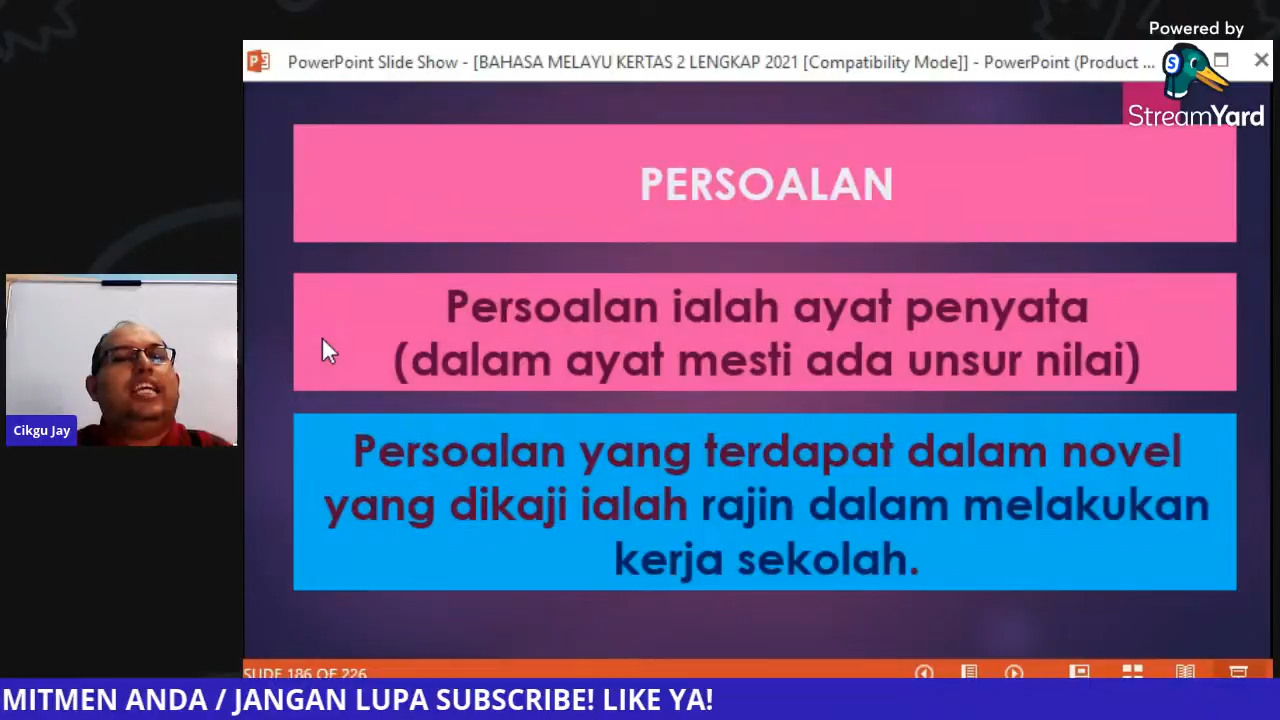 Powered by
PowerPoint Slide Show - [BAHASA MELAYU KERTAS 2 LENGKAP 2021 [Compatibility Mode]] - PowerPoint (Product ...
StreamYard
PERSOALAN
Persoalan ialah ayat penyata
(dalam ayat mesti ada unsur nilai)
Cikgu Jay
Persoalan yang terdapat dalam novel
yang dikaji ialah rajin dalam melakukan
kerja sekolah.
SLIDE 186 OF 226
MITMEN ANDA / JANGAN LUPA SUBSCRIBE! LIKE YA!